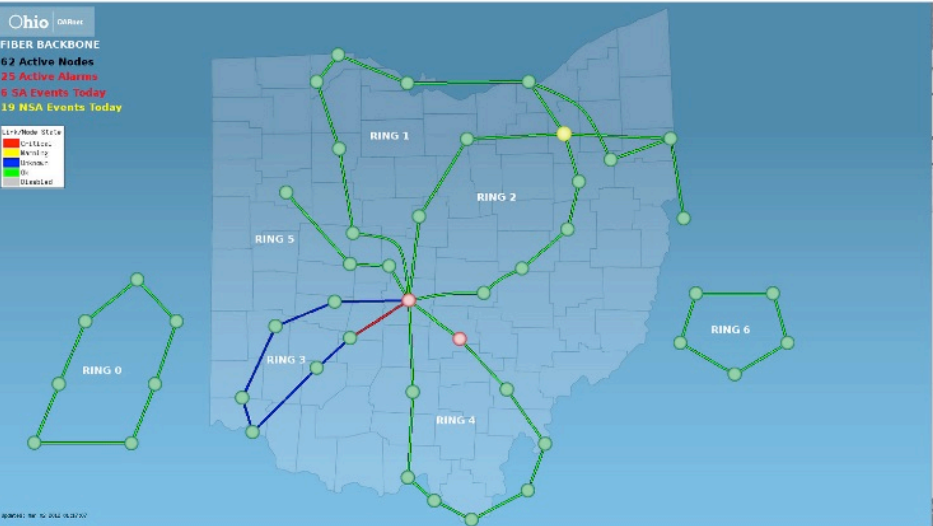 Ohio OARnet
FIBER BACKBONE
62 Active Nodes
25 Active Alarms
6 SA Events Today
19 NSA Events Today
Link/Node State
Critical
Warning
Unknown
Ok
Disabled
RING 1
RING 2
RING 5
RING 6
RING 3
RING 0
RING 4